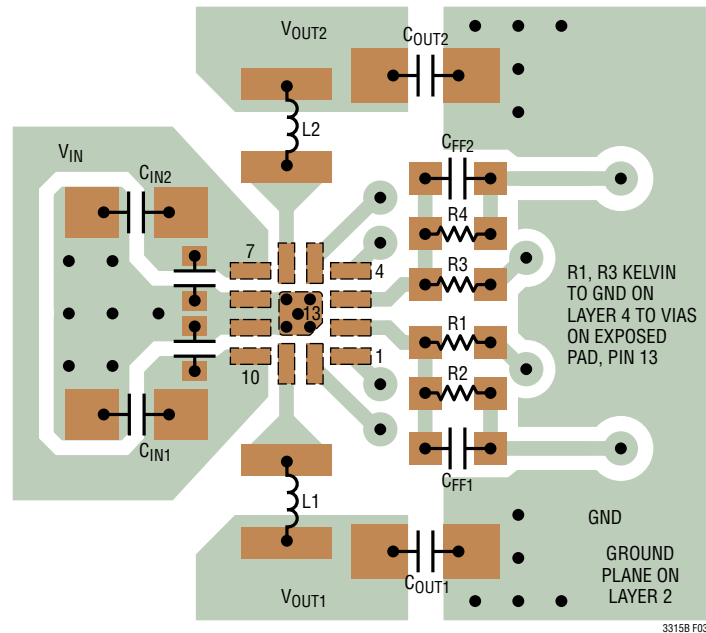 VOUT2
COUT2
L2
VIN
CIN2
CFF2
R4
7
4
R3
13
R1, R3 KELVIN
TO GND ON
LAYER 4 TO VIAS
ON EXPOSED
PAD, PIN 13
R1
10
1
R2
CIN1
CFF1
L1
GND
GROUND
PLANE ON
LAYER 2
COUT1
VOUT1
3315B F03